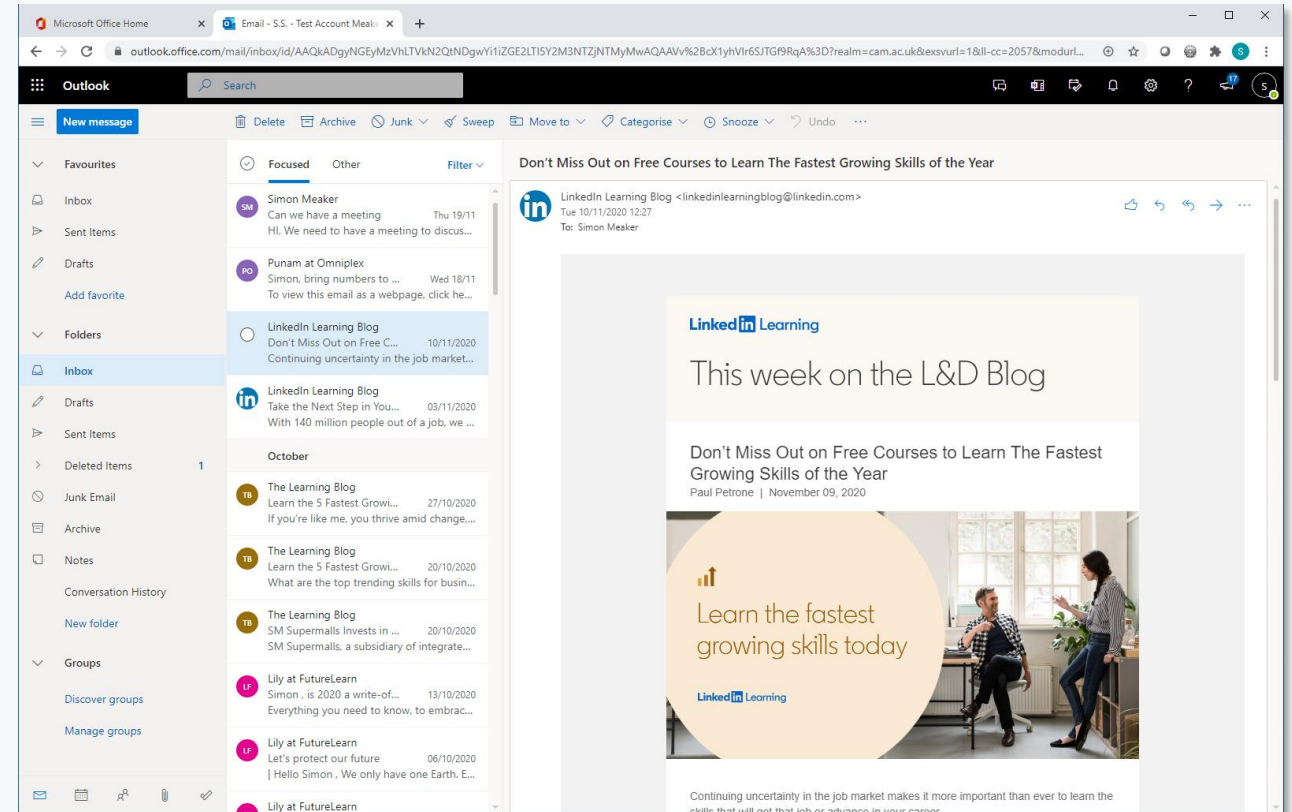 Microsoft Office Home
Email - S.S. - Test Account Meake
outlook.office.com/mail/inbox/id/AAQkADgyNGEyMzVhLTVkN2QtNDgwYi1iZGE2LTI5Y2M3NTZjNTMyMwAQAAVv%2BcX1yhVIr6SJTGf9RqA%3D?realm=cam.ac.uk&exsvurl=1&ll-cc=2057&modurl...
S
Outlook
Search
17
S
New message
Delete Archive Junk Sweep Move to Categorise Snooze Undo ...
Favourites
Inbox
Sent Items
Drafts
Add favorite
Folders
Inbox
Drafts
Sent Items
Deleted Items 1
Junk Email
Archive
Notes
Conversation History
New folder
Groups
Discover groups
Manage groups
Focused Other Filter
SM
Simon Meaker
Can we have a meeting Thu 19/11
HI, We need to have a meeting to discus...
PO
Punam at Omniplex
Simon, bring numbers to ... Wed 18/11
To view this email as a webpage, click he...
LinkedIn Learning Blog
Don't Miss Out on Free C... 10/11/2020
Continuing uncertainty in the job market...
in
LinkedIn Learning Blog
Take the Next Step in You... 03/11/2020
With 140 million people out of a job, we ...
October
TB
The Learning Blog
Learn the 5 Fastest Growi... 27/10/2020
If you're like me, you thrive amid change,...
TB
The Learning Blog
Learn the 5 Fastest Growi... 20/10/2020
What are the top trending skills for busin...
TB
The Learning Blog
SM Supermalls Invests in ... 20/10/2020
SM Supermalls, a subsidiary of integrate...
LF
Lily at FutureLearn
Simon , is 2020 a write-of... 13/10/2020
Everything you need to know, to embrac...
LF
Lily at FutureLearn
Let's protect our future 06/10/2020
| Hello Simon , We only have one Earth. E...
Lily at FutureLearn
Don't Miss Out on Free Courses to Learn The Fastest Growing Skills of the Year
in
LinkedIn Learning Blog <linkedinlearningblog@linkedin.com>
Tue 10/11/2020 12:27
To: Simon Meaker
Linked in Learning
This week on the L&D Blog
Don't Miss Out on Free Courses to Learn The Fastest
Growing Skills of the Year
Paul Petrone | November 09, 2020
Learn the fastest
growing skills today
Linked in Learning
Continuing uncertainty in the job market makes it more important than ever to learn the
skills that will get that job or advance in your career